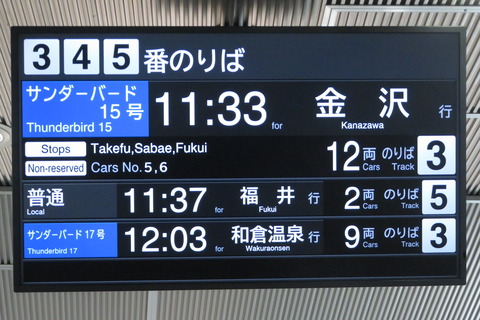 3 4 5 番のりば
サンダーバード 15号 11:33 金沢 行
Thunderbird 15 for Kanazawa
Stops Takefu,Sabae,Fukui 12両 のりば 3
Non-reserved Cars No.5,6 Cars Track
普通 11:37 福井 行 2両 のりば 5
Local for Fukui Cars Track
サンダーバード 17号 12:03 和倉温泉 行 9両 のりば 3
Thunderbird 17 for Wakuraonsen Cars Track